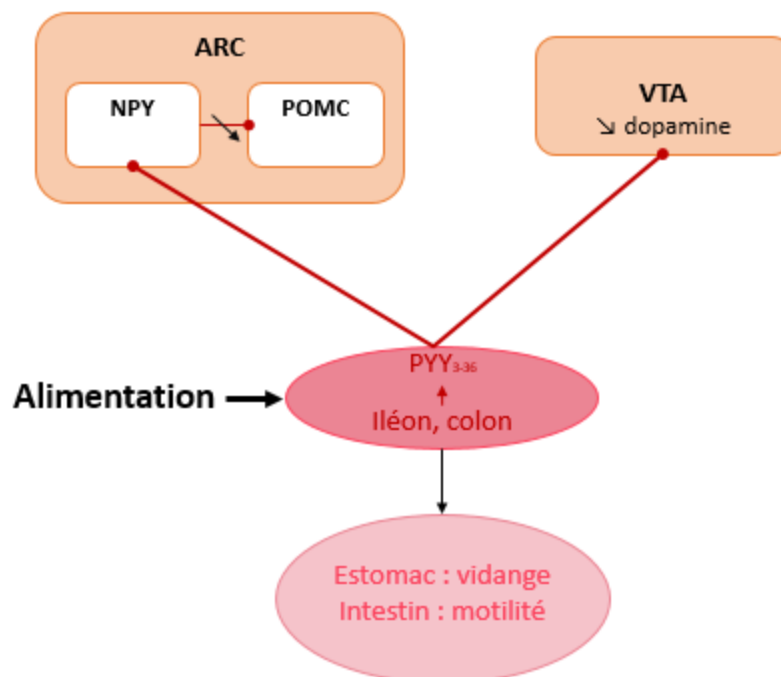 ARC
NPY
POMC
VTA
↘ dopamine
PYY3-36
Alimentation
Iléon, colon
Estomac : vidange
Intestin : motilité